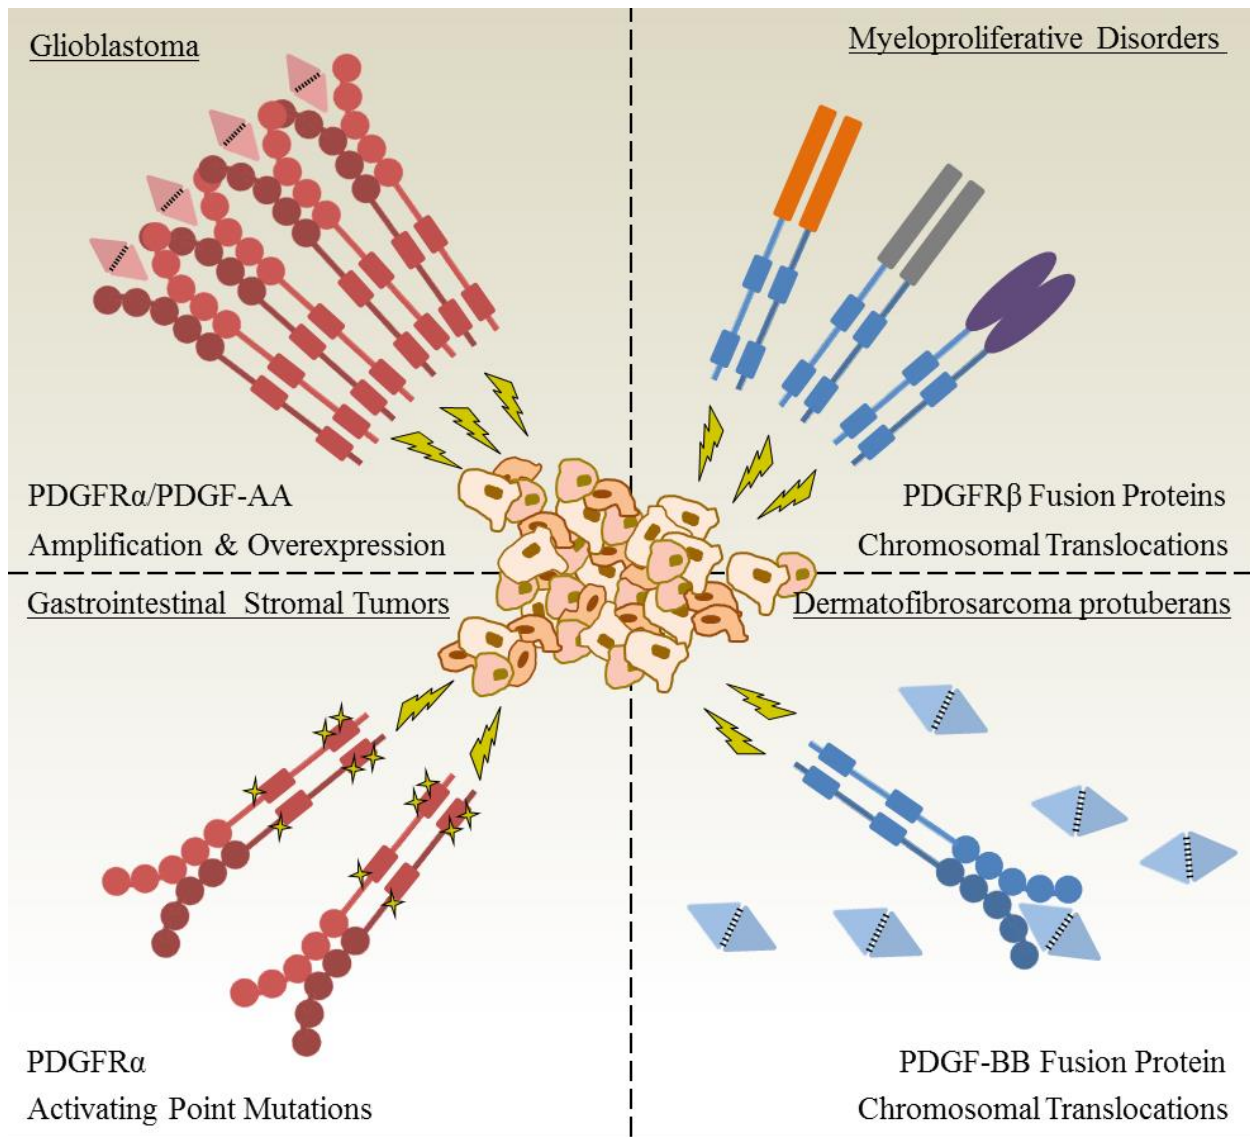 Glioblastoma
PDGFRα/PDGF-AA
Amplification & Overexpression
Myeloproliferative Disorders
PDGFRβ Fusion Proteins
Chromosomal Translocations
Gastrointestinal Stromal Tumors
PDGFRα
Activating Point Mutations
Dermatofibrosarcoma protuberans
PDGF-BB Fusion Protein
Chromosomal Translocations